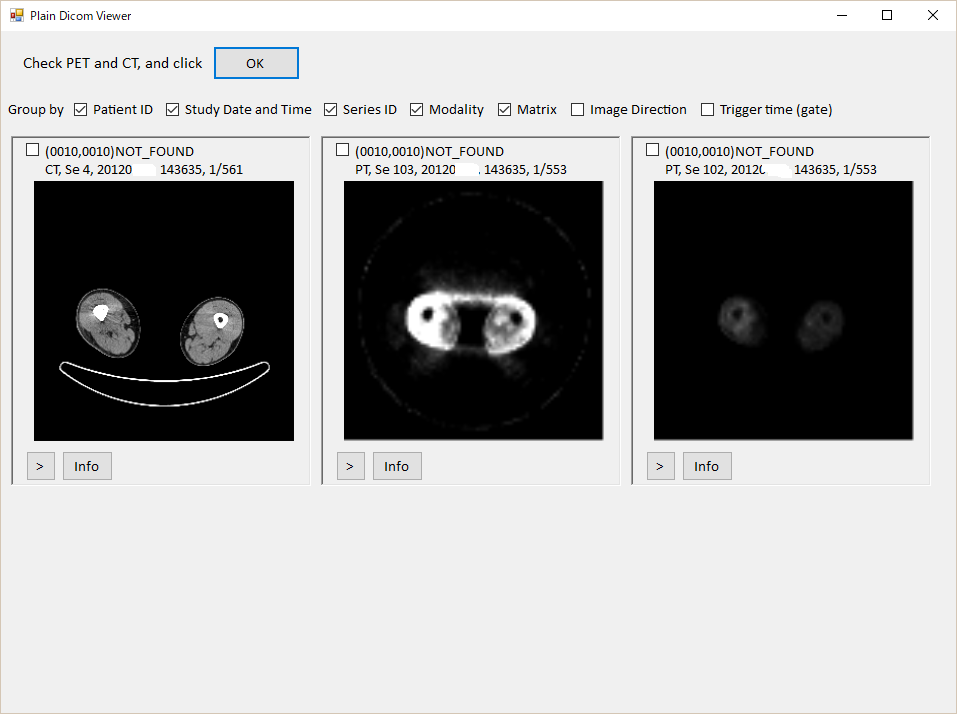 Plain Dicom Viewer
Check PET and CT, and click OK
Group by Patient ID Study Date and Time Series ID Modality Matrix Image Direction Trigger time (gate)
(0010,0010)NOT_FOUND
CT, Se 4, 20120 143635, 1/561
> Info
(0010,0010)NOT_FOUND
PT, Se 103, 20120 , 143635, 1/553
> Info
(0010,0010)NOT_FOUND
PT, Se 102, 20120 143635, 1/553
> Info